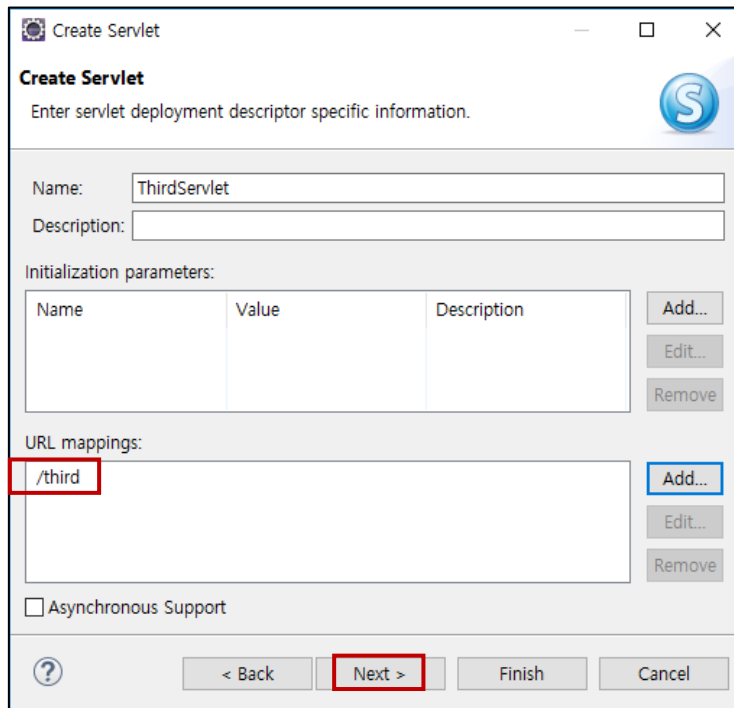 Create Servlet
Create Servlet
Enter servlet deployment descriptor specific information.
S
Name: ThirdServlet
Description:
Initialization parameters:
Name Value Description
Add...
Edit...
Remove
URL mappings:
/third
Add...
Edit...
Remove
Asynchronous Support
? < Back Next > Finish Cancel